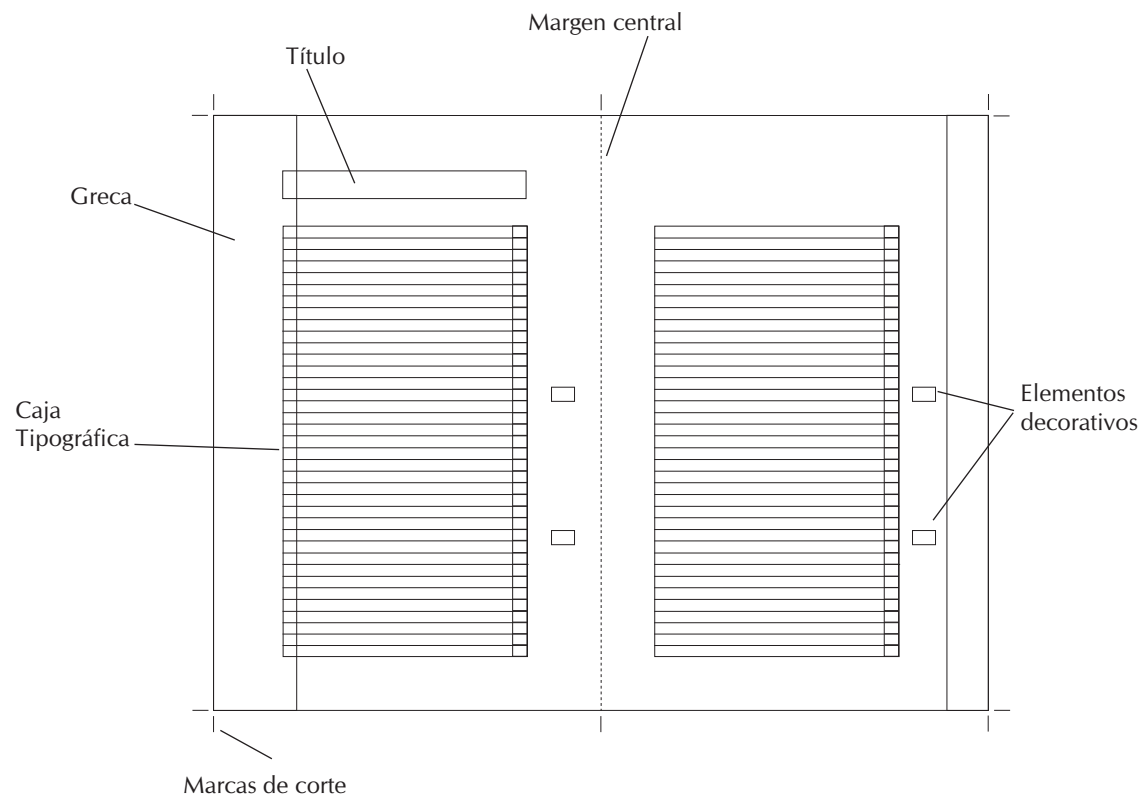 Margen central
Título
Greca
Caja
Tipográfica
Elementos
decorativos
Marcas de corte